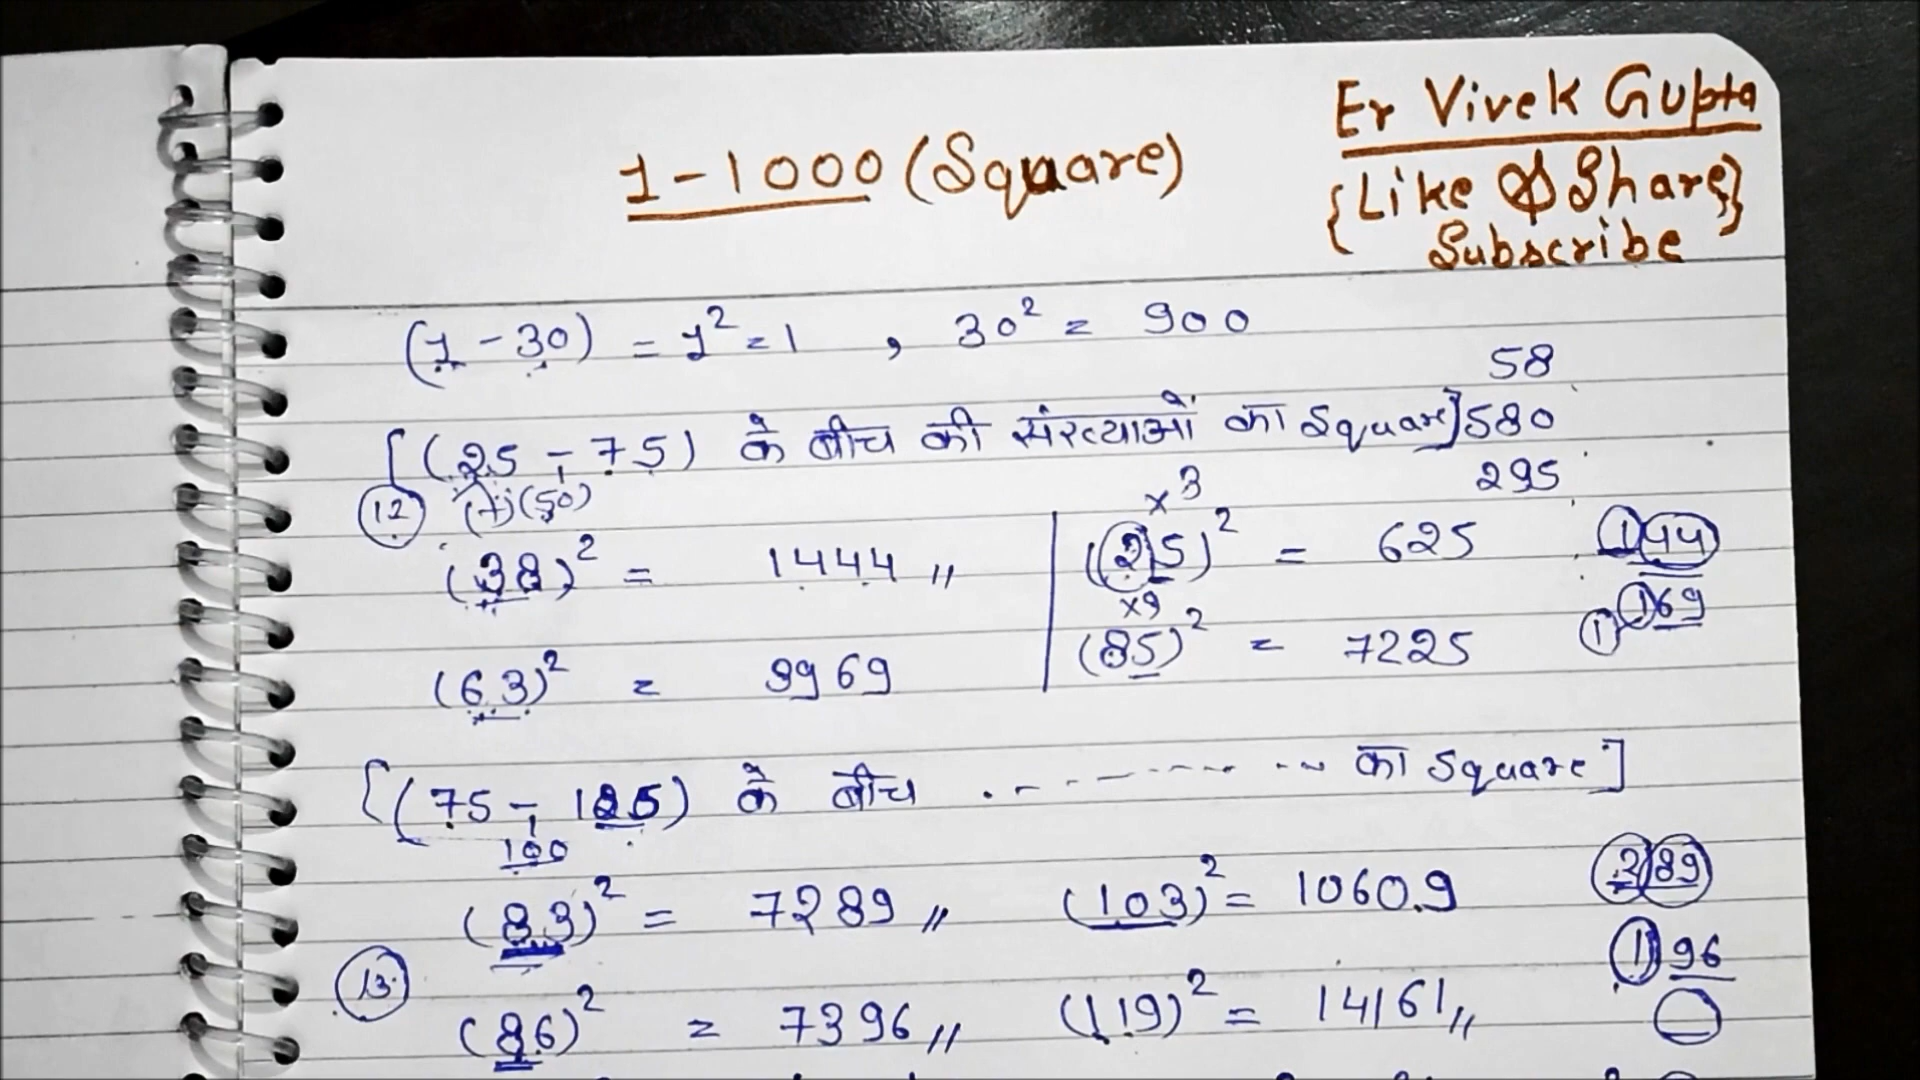 Er Vivek Gupta
1-1000 (Square)
{Like & Share}
Subscribe
(1-30) = 1² = 1 , 30² = 900
58
[(25-75) के बीच की संख्याओं का Square] 580
295
12 (+) (50)
×3
(38)² = 1444 ,, (25)² = 625 144
×9
(63)² = 3969 (85)² = 7225 1 169
[(75-125) के बीच ........ का Square]
100
(83)² = 7289 ,, (103)² = 10609 289
13
196
(86)² = 7396 ,, (119)² = 14161 ,,